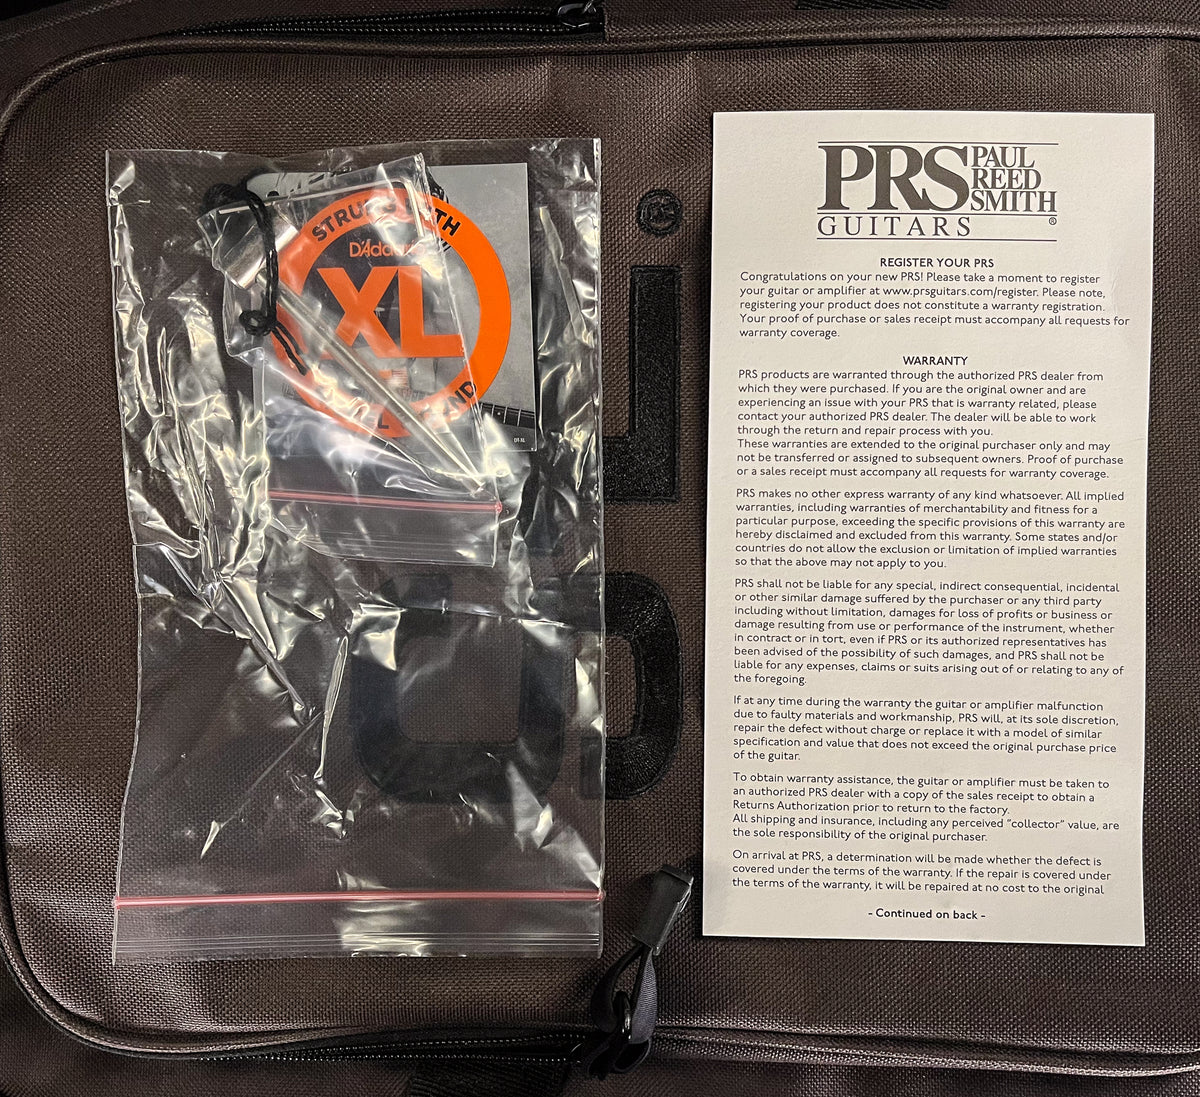 STRUNG WITH
D'Addario
XL
DT-XL
PRS PAUL
REED
SMITH
GUITARS ®
REGISTER YOUR PRS
Congratulations on your new PRS! Please take a moment to register
your guitar or amplifier at www.prsguitars.com/register. Please note,
registering your product does not constitute a warranty registration.
Your proof of purchase or sales receipt must accompany all requests for
warranty coverage.
WARRANTY
PRS products are warranted through the authorized PRS dealer from
which they were purchased. If you are the original owner and are
experiencing an issue with your PRS that is warranty related, please
contact your authorized PRS dealer. The dealer will be able to work
through the return and repair process with you.
These warranties are extended to the original purchaser only and may
not be transferred or assigned to subsequent owners. Proof of purchase
or a sales receipt must accompany all requests for warranty coverage.
PRS makes no other express warranty of any kind whatsoever. All implied
warranties, including warranties of merchantability and fitness for a
particular purpose, exceeding the specific provisions of this warranty are
hereby disclaimed and excluded from this warranty. Some states and/or
countries do not allow the exclusion or limitation of implied warranties
so that the above may not apply to you.
PRS shall not be liable for any special, indirect consequential, incidental
or other similar damage suffered by the purchaser or any third party
including without limitation, damages for loss of profits or business or
damage resulting from use or performance of the instrument, whether
in contract or in tort, even if PRS or its authorized representatives has
been advised of the possibility of such damages, and PRS shall not be
liable for any expenses, claims or suits arising out of or relating to any of
the foregoing.
If at any time during the warranty the guitar or amplifier malfunction
due to faulty materials and workmanship, PRS will, at its sole discretion,
repair the defect without charge or replace it with a model of similar
specification and value that does not exceed the original purchase price
of the guitar.
To obtain warranty assistance, the guitar or amplifier must be taken to
an authorized PRS dealer with a copy of the sales receipt to obtain a
Returns Authorization prior to return to the factory.
All shipping and insurance, including any perceived "collector" value, are
the sole responsibility of the original purchaser.
On arrival at PRS, a determination will be made whether the defect is
covered under the terms of the warranty. If the repair is covered under
the terms of the warranty, it will be repaired at no cost to the original
- Continued on back -